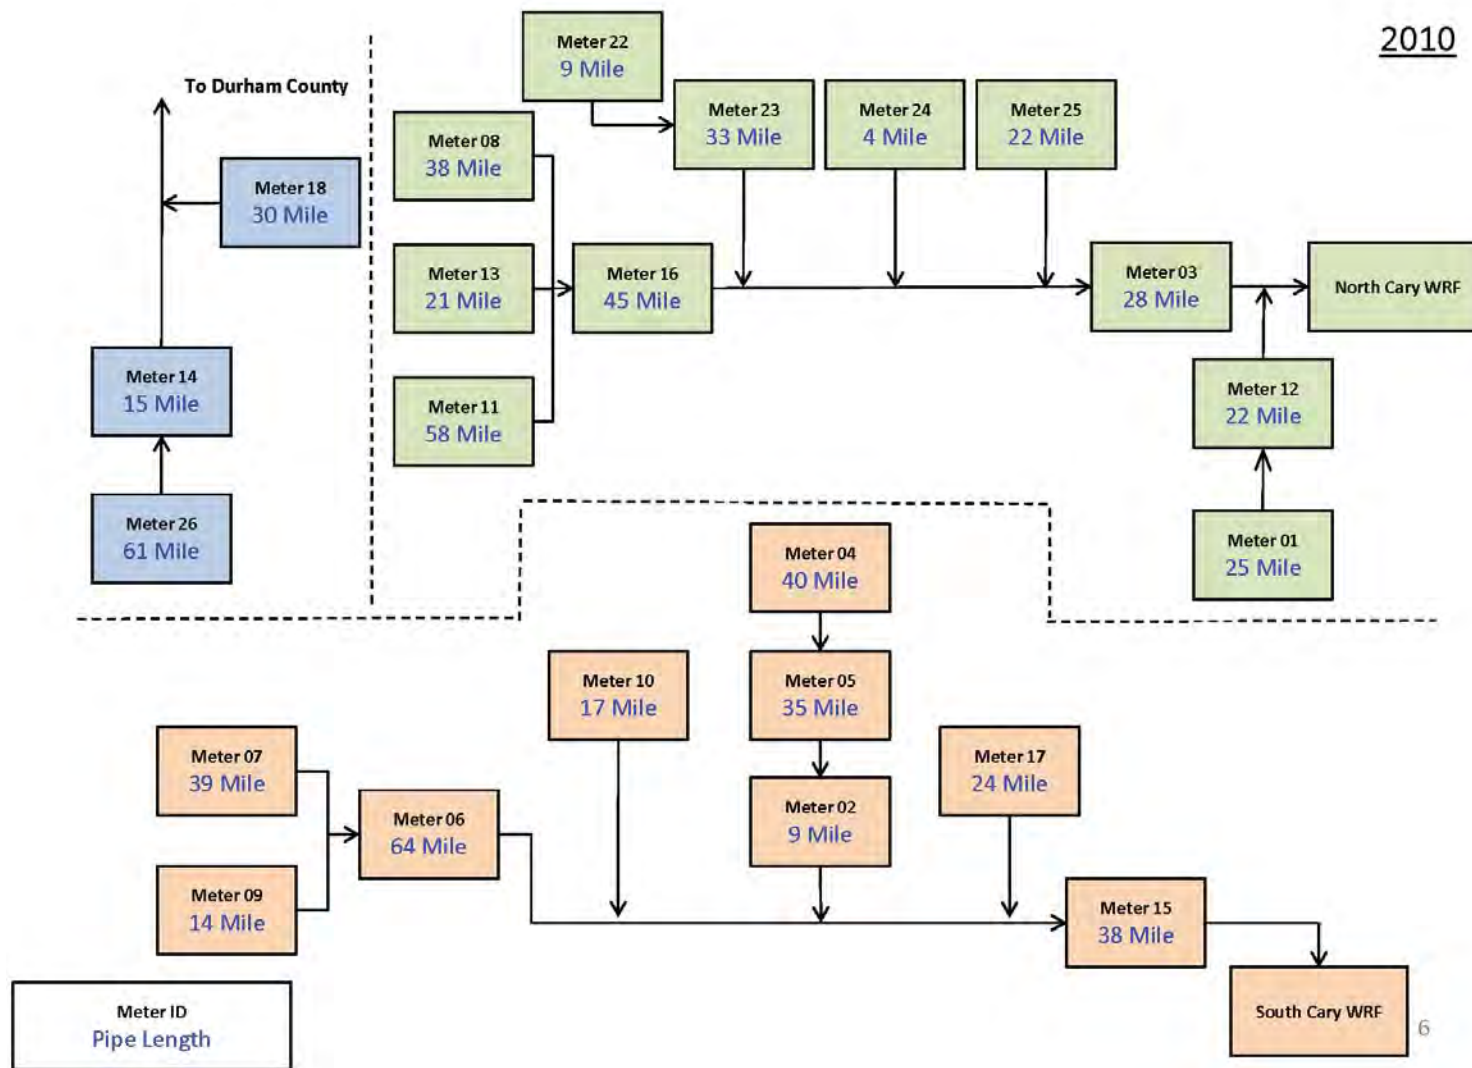 2010
To Durham County
Meter 18
30 Mile
Meter 14
15 Mile
Meter 26
61 Mile
Meter 22
9 Mile
Meter 23
33 Mile
Meter 24
4 Mile
Meter 25
22 Mile
Meter 08
38 Mile
Meter 13
21 Mile
Meter 11
58 Mile
Meter 16
45 Mile
Meter 03
28 Mile
North Cary WRF
Meter 12
22 Mile
Meter 01
25 Mile
Meter 04
40 Mile
Meter 05
35 Mile
Meter 02
9 Mile
Meter 10
17 Mile
Meter 17
24 Mile
Meter 07
39 Mile
Meter 09
14 Mile
Meter 06
64 Mile
Meter 15
38 Mile
South Cary WRF
Meter ID
Pipe Length
6